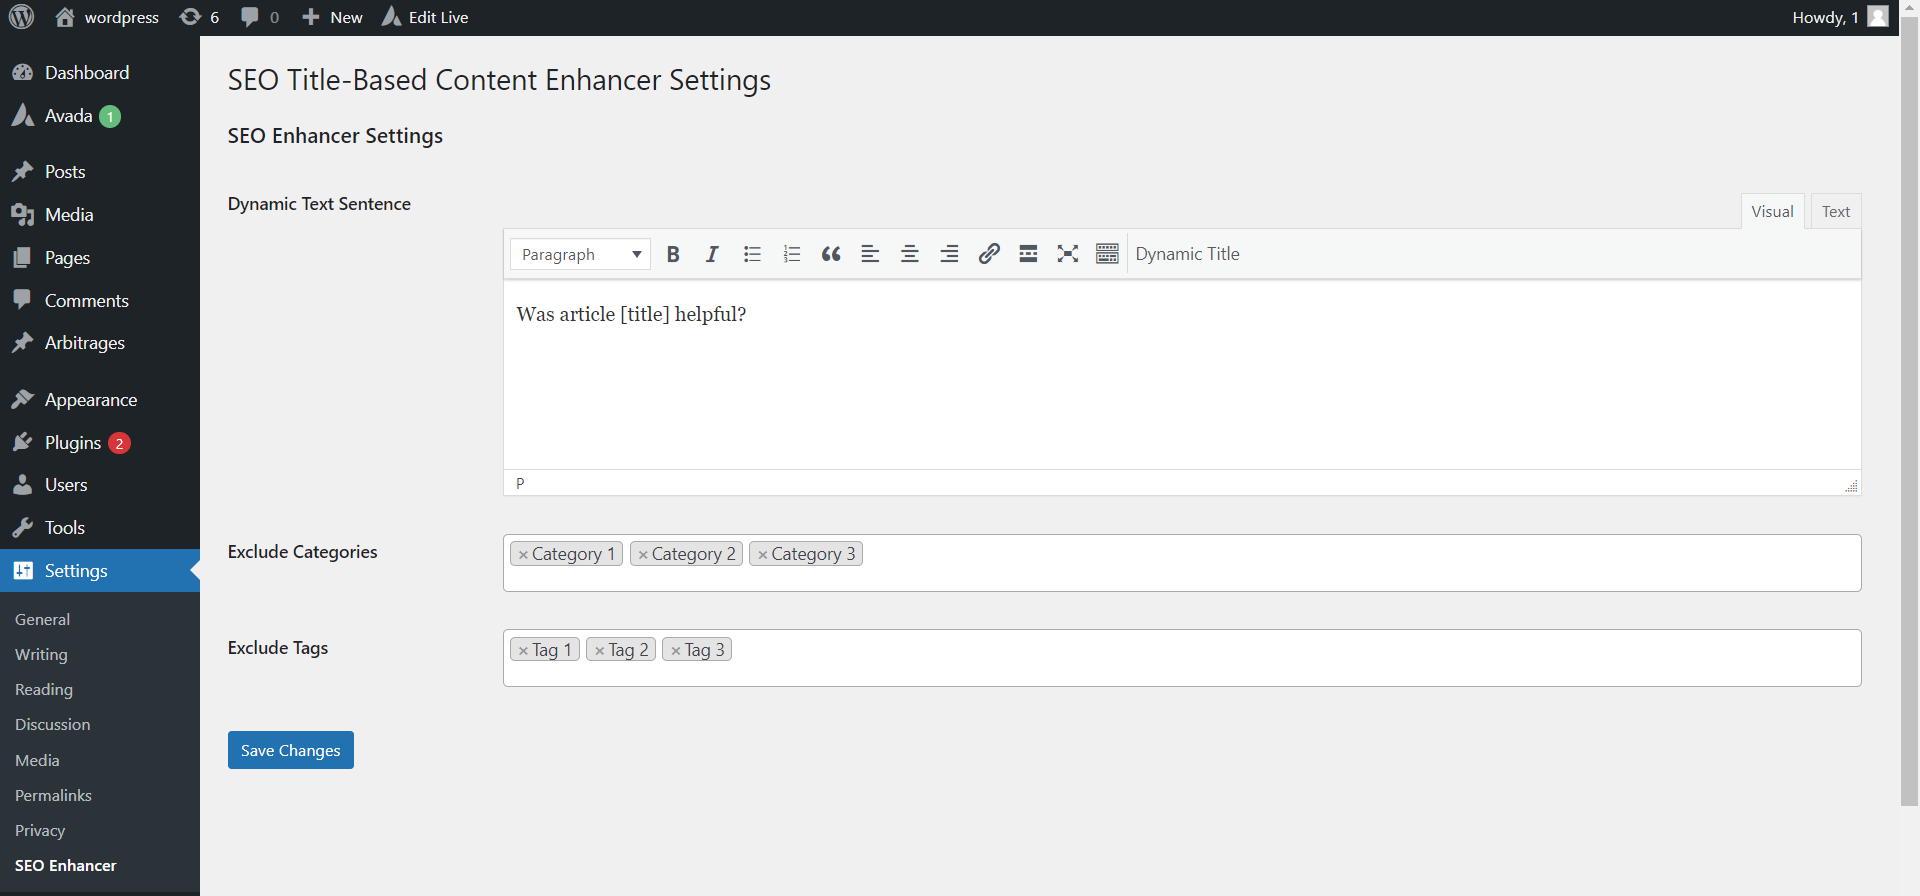 wordpress 6 0 New Edit Live Howdy, 1
Dashboard
Avada 1
Posts
Media
Pages
Comments
Arbitrages
Appearance
Plugins 2
Users
Tools
Settings
General
Writing
Reading
Discussion
Media
Permalinks
Privacy
SEO Enhancer
SEO Title-Based Content Enhancer Settings
SEO Enhancer Settings
Dynamic Text Sentence
Visual Text
Paragraph B I Dynamic Title
Was article [title] helpful?
P
Exclude Categories
× Category 1 × Category 2 × Category 3
Exclude Tags
× Tag 1 × Tag 2 × Tag 3
Save Changes